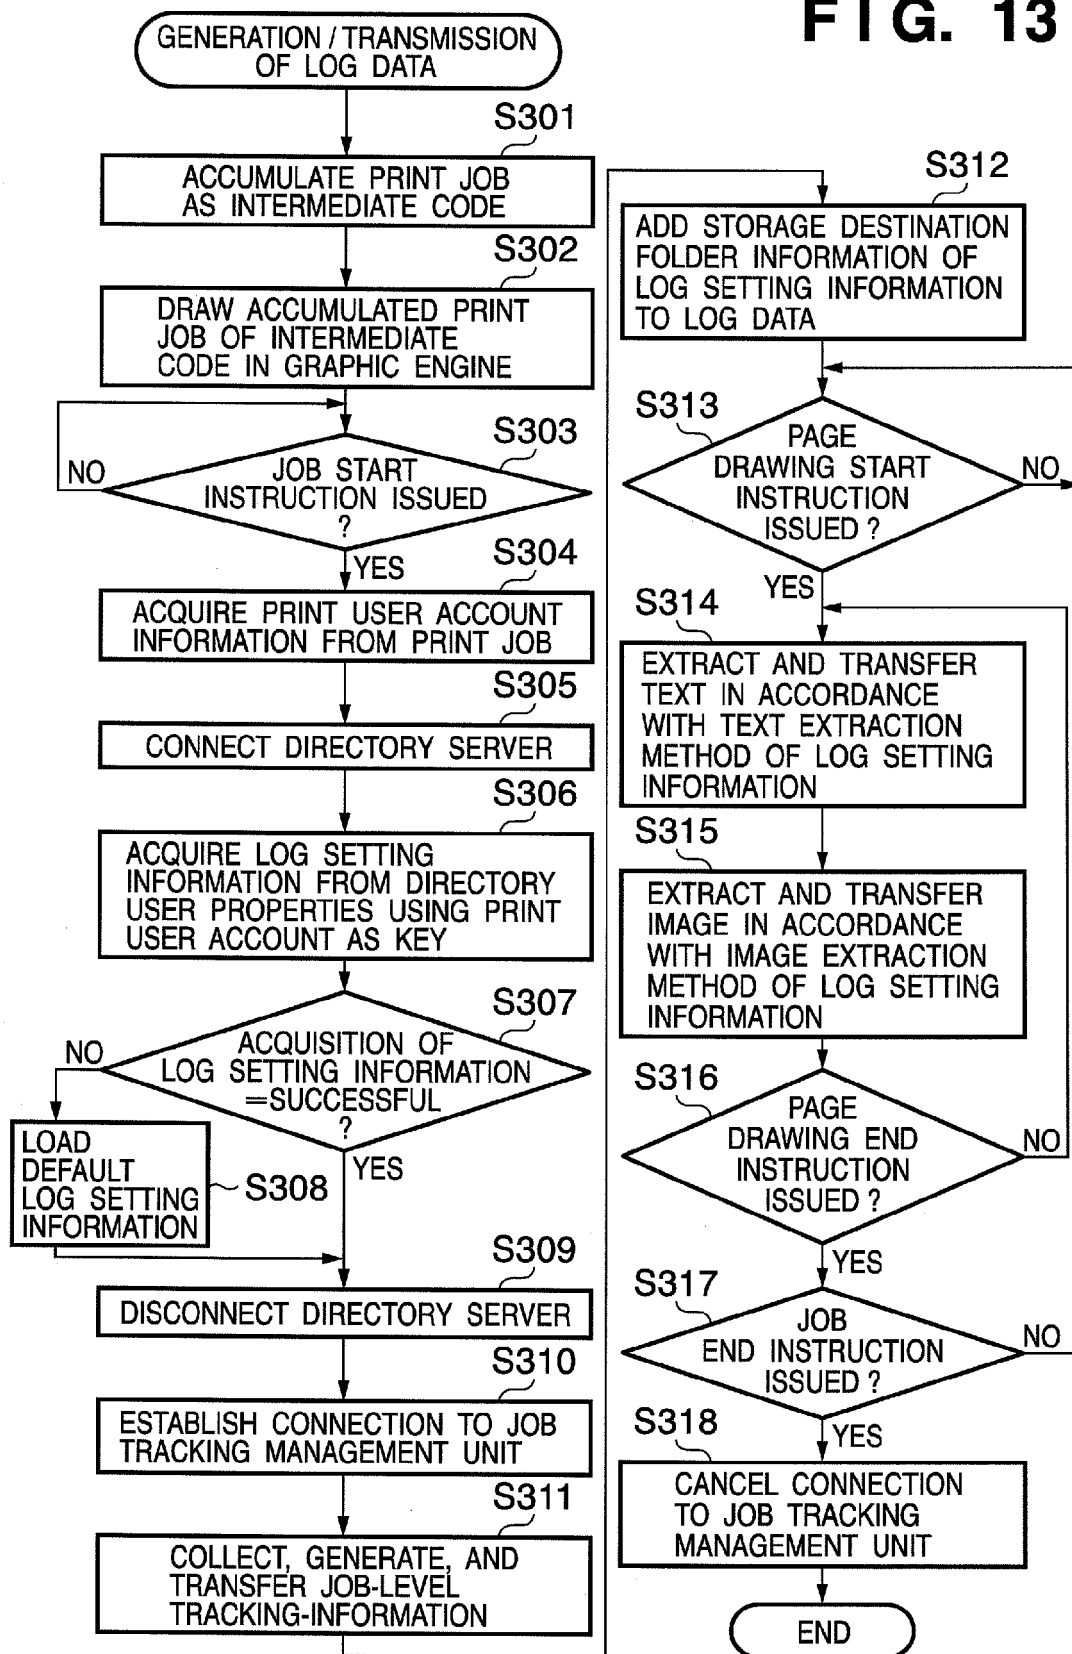 FIG. 13
GENERATION / TRANSMISSION
OF LOG DATA
S301
ACCUMULATE PRINT JOB
AS INTERMEDIATE CODE
S302
DRAW ACCUMULATED PRINT
JOB OF INTERMEDIATE
CODE IN GRAPHIC ENGINE
S303
JOB START
INSTRUCTION ISSUED
?
NO
YES
S304
ACQUIRE PRINT USER ACCOUNT
INFORMATION FROM PRINT JOB
S305
CONNECT DIRECTORY SERVER
S306
ACQUIRE LOG SETTING
INFORMATION FROM DIRECTORY
USER PROPERTIES USING PRINT
USER ACCOUNT AS KEY
S307
ACQUISITION OF
LOG SETTING INFORMATION
=SUCCESSFUL
?
NO
YES
LOAD
DEFAULT
LOG SETTING
INFORMATION
S308
S309
DISCONNECT DIRECTORY SERVER
S310
ESTABLISH CONNECTION TO JOB
TRACKING MANAGEMENT UNIT
S311
COLLECT, GENERATE, AND
TRANSFER JOB-LEVEL
TRACKING-INFORMATION
S312
ADD STORAGE DESTINATION
FOLDER INFORMATION OF
LOG SETTING INFORMATION
TO LOG DATA
S313
PAGE
DRAWING START
INSTRUCTION
ISSUED ?
NO
YES
S314
EXTRACT AND TRANSFER
TEXT IN ACCORDANCE
WITH TEXT EXTRACTION
METHOD OF LOG SETTING
INFORMATION
S315
EXTRACT AND TRANSFER
IMAGE IN ACCORDANCE
WITH IMAGE EXTRACTION
METHOD OF LOG SETTING
INFORMATION
S316
PAGE
DRAWING END
INSTRUCTION
ISSUED ?
NO
YES
S317
JOB
END INSTRUCTION
ISSUED ?
NO
YES
S318
CANCEL CONNECTION
TO JOB TRACKING
MANAGEMENT UNIT
END